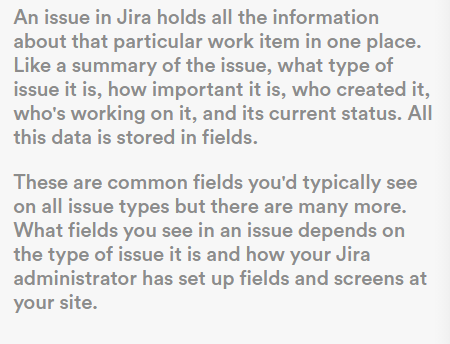 An issue in Jira holds all the information
about that particular work item in one place.
Like a summary of the issue, what type of
issue it is, how important it is, who created it,
who's working on it, and its current status. All
this data is stored in fields.
These are common fields you'd typically see
on all issue types but there are many more.
What fields you see in an issue depends on
the type of issue it is and how your Jira
administrator has set up fields and screens at
your site.